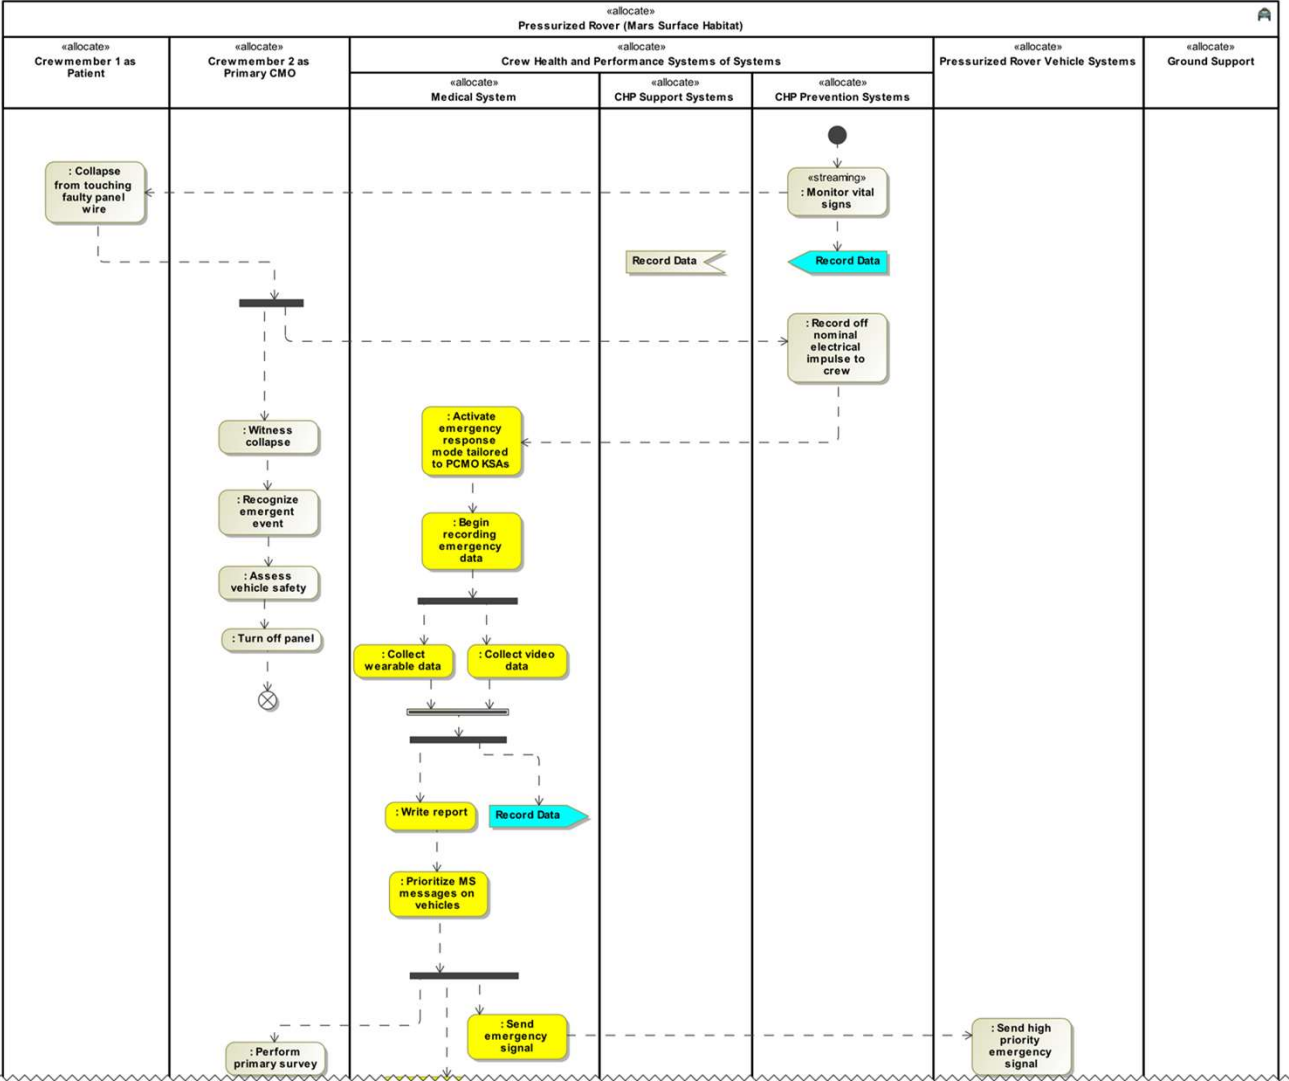 «allocate»
Pressurized Rover (Mars Surface Habitat)
«allocate»
Crewmember 1 as
Patient
«allocate»
Crewmember 2 as
Primary CMO
«allocate»
Crew Health and Performance Systems of Systems
«allocate»
Medical System
«allocate»
CHP Support Systems
«allocate»
CHP Prevention Systems
«allocate»
Pressurized Rover Vehicle Systems
«allocate»
Ground Support
: Collapse
from touching
faulty panel
wire
«streaming»
: Monitor vital
signs
Record Data
Record Data
: Record off
nominal
electrical
impulse to
crew
: Witness
collapse
: Activate
emergency
response
mode tailored
to PCMO KSAs
: Recognize
emergent
event
: Begin
recording
emergency
data
: Assess
vehicle safety
: Turn off panel
: Collect
wearable data
: Collect video
data
: Write report
Record Data
: Prioritize MS
messages on
vehicles
: Perform
primary survey
: Send
emergency
signal
: Send high
priority
emergency
signal